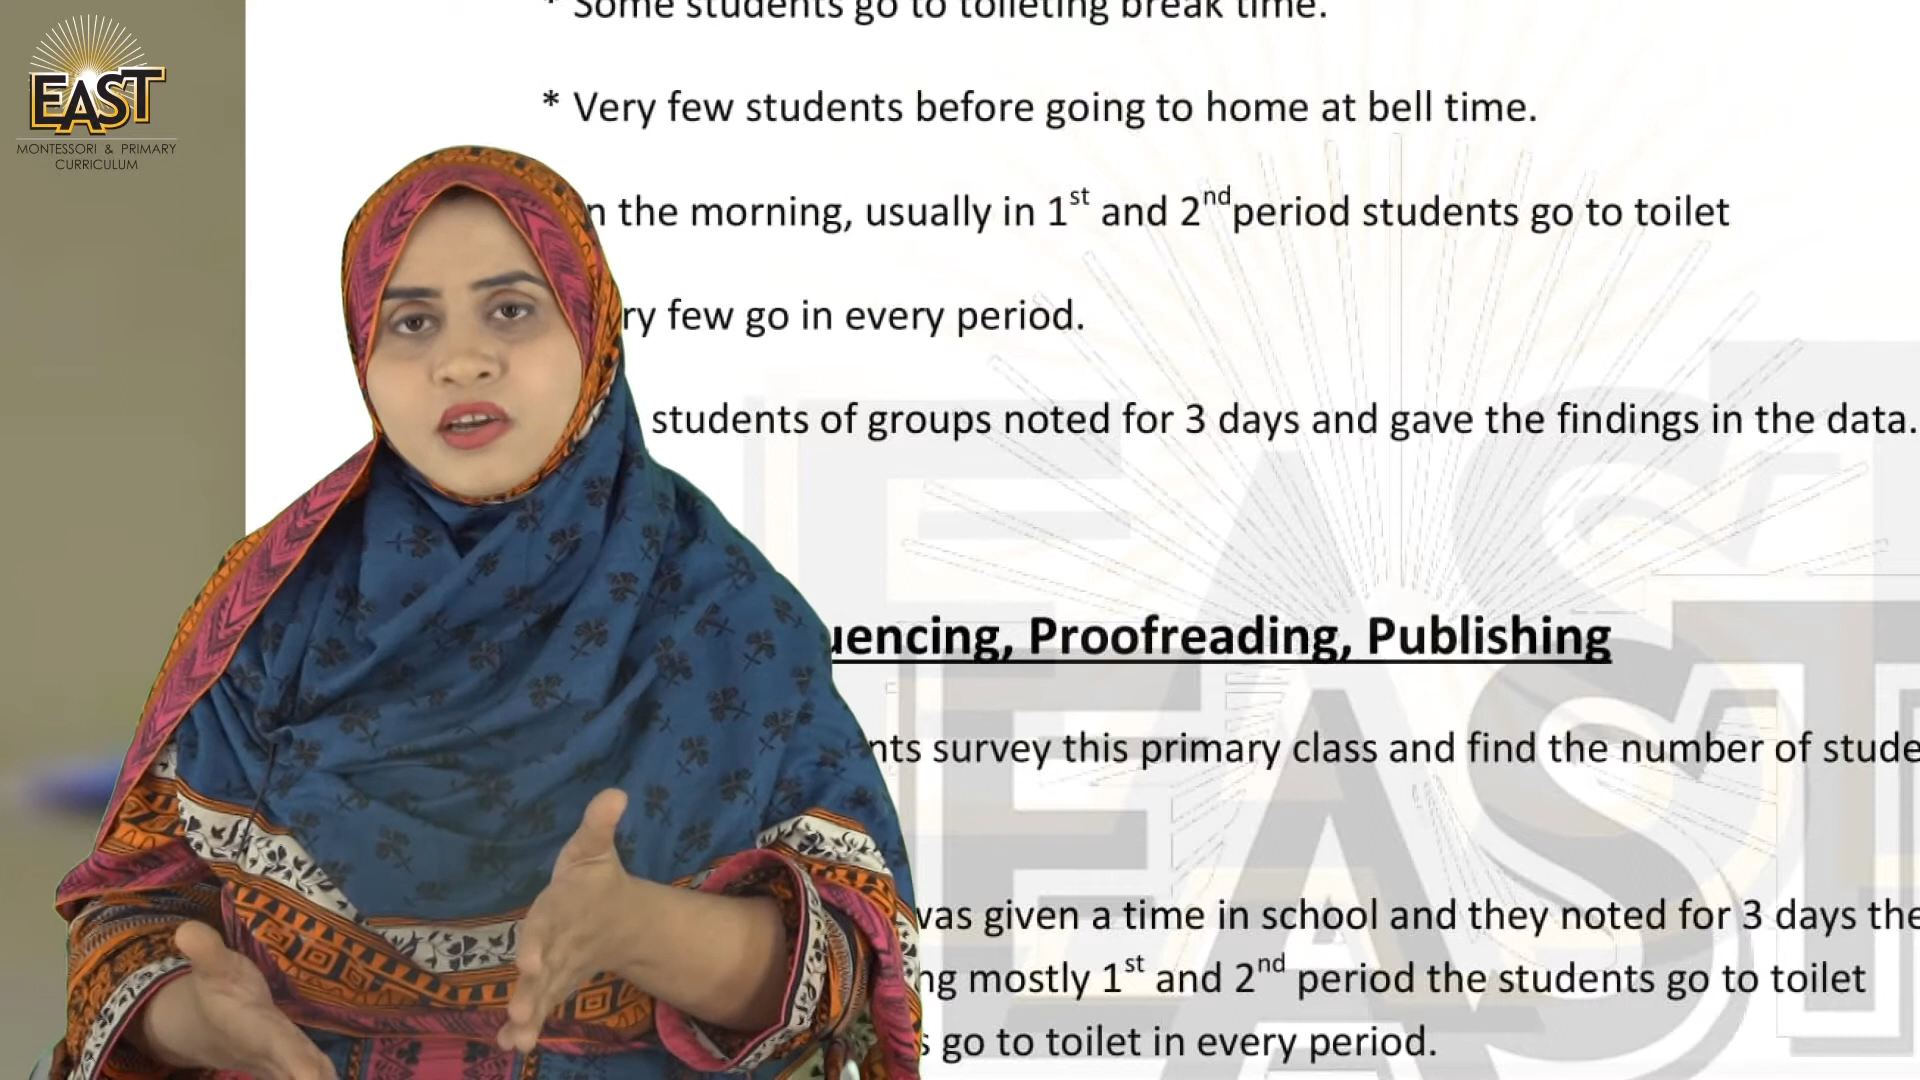 EAST
MONTESSORI & PRIMARY
CURRICULUM
* Some students go to toileting break time.
* Very few students before going to home at bell time.
n the morning, usually in 1st and 2nd period students go to toilet
ry few go in every period.
students of groups noted for 3 days and gave the findings in the data.
uencing, Proofreading, Publishing
nts survey this primary class and find the number of stude
was given a time in school and they noted for 3 days the
ng mostly 1st and 2nd period the students go to toilet
s go to toilet in every period.
EAST
EAST